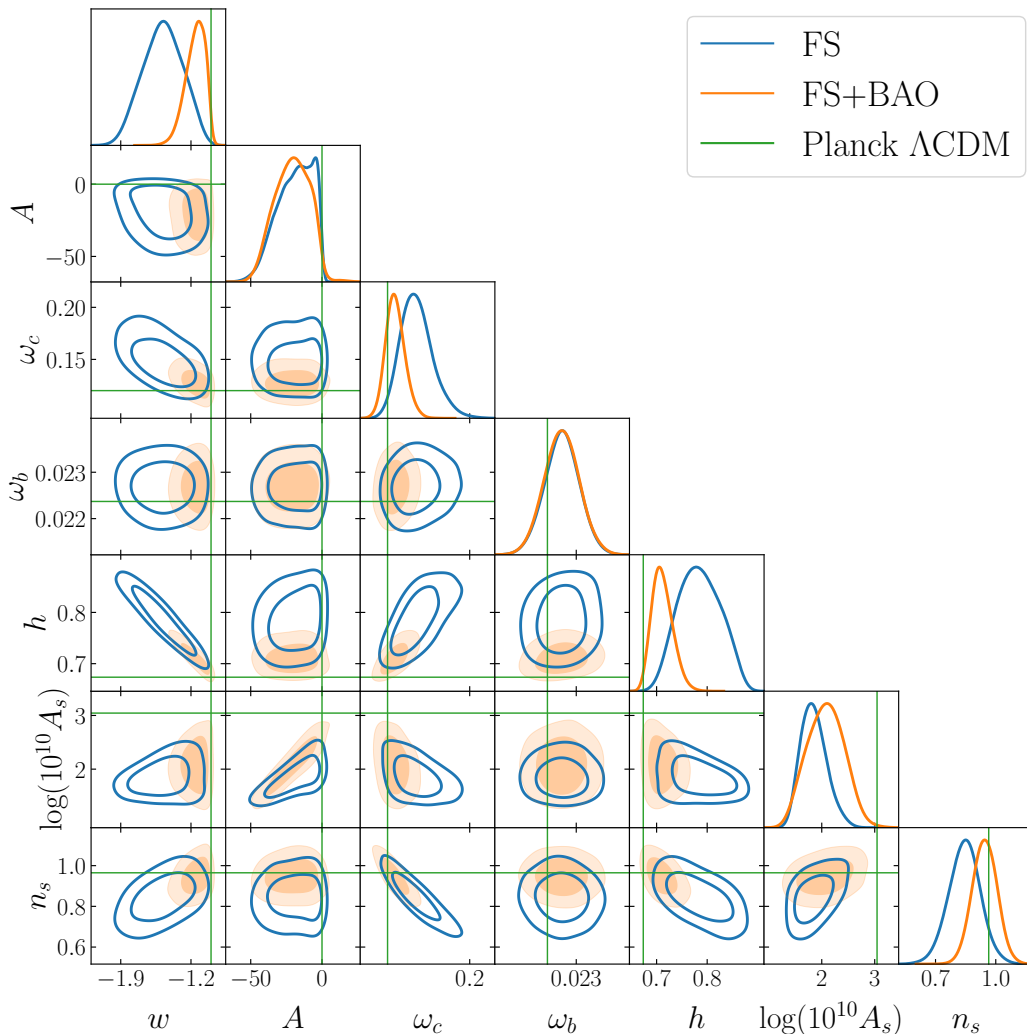 FS
FS+BAO
Planck ΛCDM
A
0
−50
ω_c
0.20
0.15
ω_b
0.023
0.022
h
0.8
0.7
log(10^{10} A_s)
3
2
n_s
1.0
0.8
0.6
−1.9 −1.2 −50 0 0.2 0.023 0.7 0.8 2 3 0.7 1.0
w A ω_c ω_b h log(10^{10} A_s) n_s